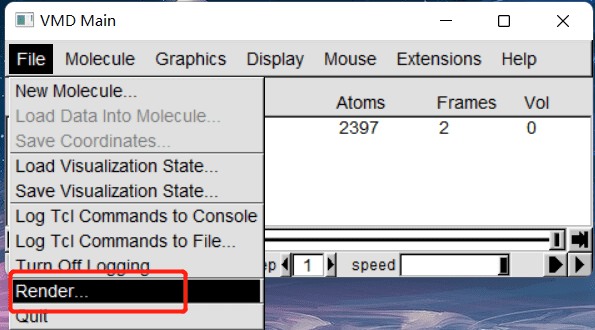 VMD Main
File Molecule Graphics Display Mouse Extensions Help
New Molecule...
Load Data Into Molecule...
Save Coordinates...
Load Visualization State...
Save Visualization State...
Log Tcl Commands to Console
Log Tcl Commands to File...
Turn Off Logging
Render...
Quit
Atoms Frames Vol
2397 2 0
1 speed